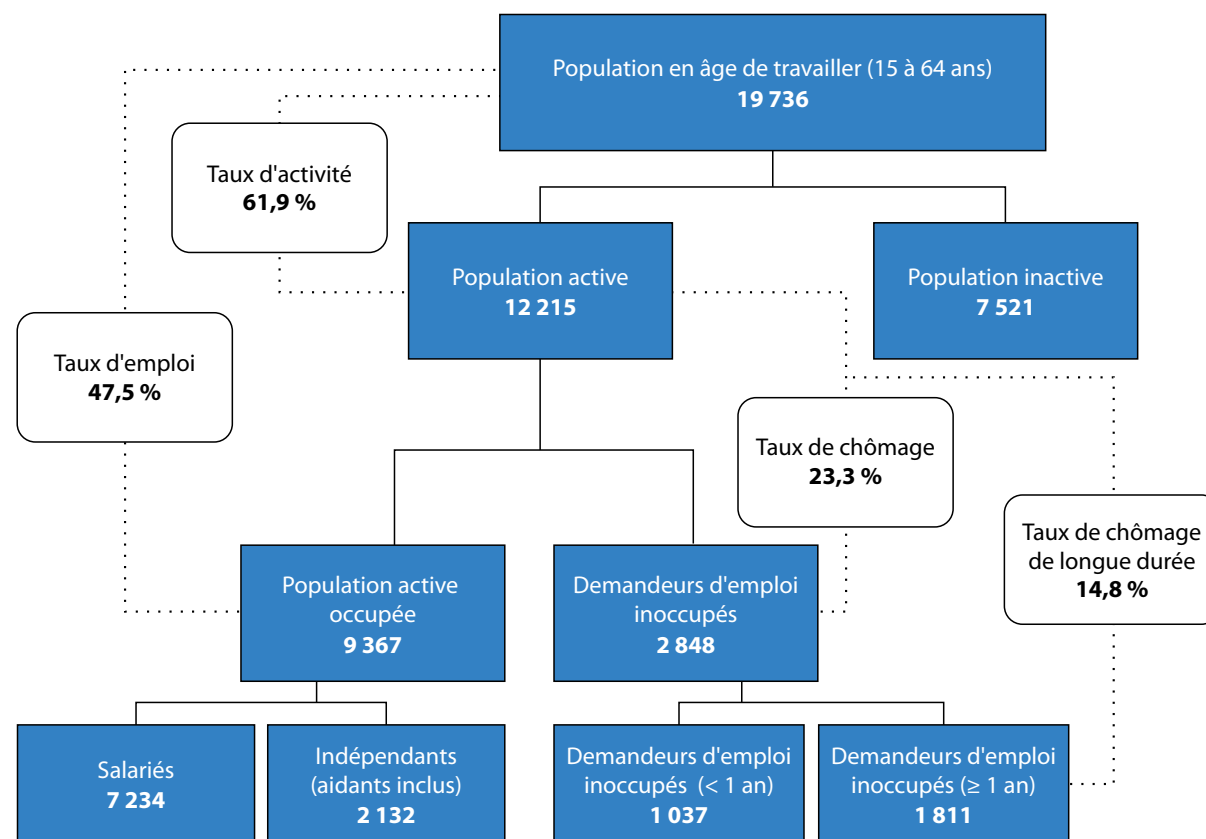 Population en âge de travailler (15 à 64 ans)
19 736
Taux d'activité
61,9 %
Population active
12 215
Population inactive
7 521
Taux d'emploi
47,5 %
Taux de chômage
23,3 %
Taux de chômage
de longue durée
14,8 %
Population active
occupée
9 367
Demandeurs d'emploi
inoccupés
2 848
Salariés
7 234
Indépendants
(aidants inclus)
2 132
Demandeurs d'emploi
inoccupés (< 1 an)
1 037
Demandeurs d'emploi
inoccupés (≥ 1 an)
1 811